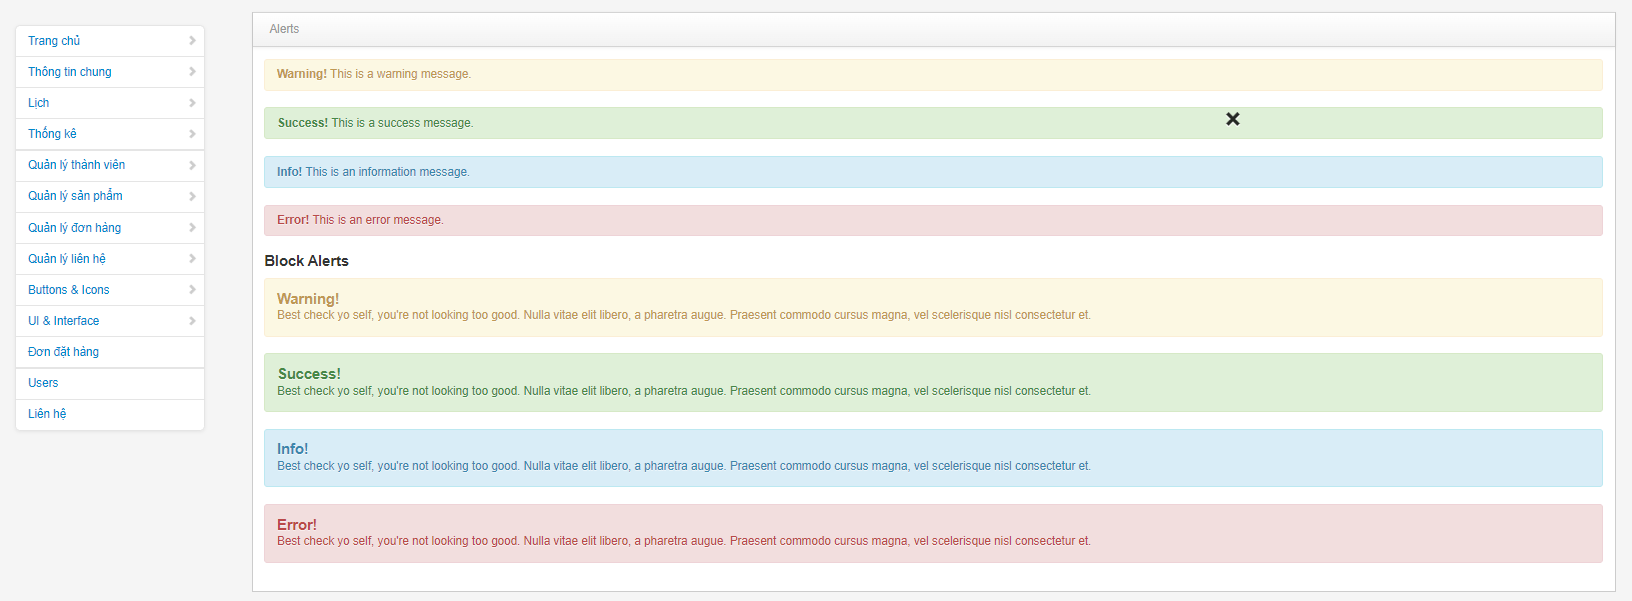 Trang chủ
Thông tin chung
Lịch
Thống kê
Quản lý thành viên
Quản lý sản phẩm
Quản lý đơn hàng
Quản lý liên hệ
Buttons & Icons
UI & Interface
Đơn đặt hàng
Users
Liên hệ
Alerts
Warning! This is a warning message.
Success! This is a success message.
Info! This is an information message.
Error! This is an error message.
Block Alerts
Warning!
Best check yo self, you're not looking too good. Nulla vitae elit libero, a pharetra augue. Praesent commodo cursus magna, vel scelerisque nisl consectetur et.
Success!
Best check yo self, you're not looking too good. Nulla vitae elit libero, a pharetra augue. Praesent commodo cursus magna, vel scelerisque nisl consectetur et.
Info!
Best check yo self, you're not looking too good. Nulla vitae elit libero, a pharetra augue. Praesent commodo cursus magna, vel scelerisque nisl consectetur et.
Error!
Best check yo self, you're not looking too good. Nulla vitae elit libero, a pharetra augue. Praesent commodo cursus magna, vel scelerisque nisl consectetur et.